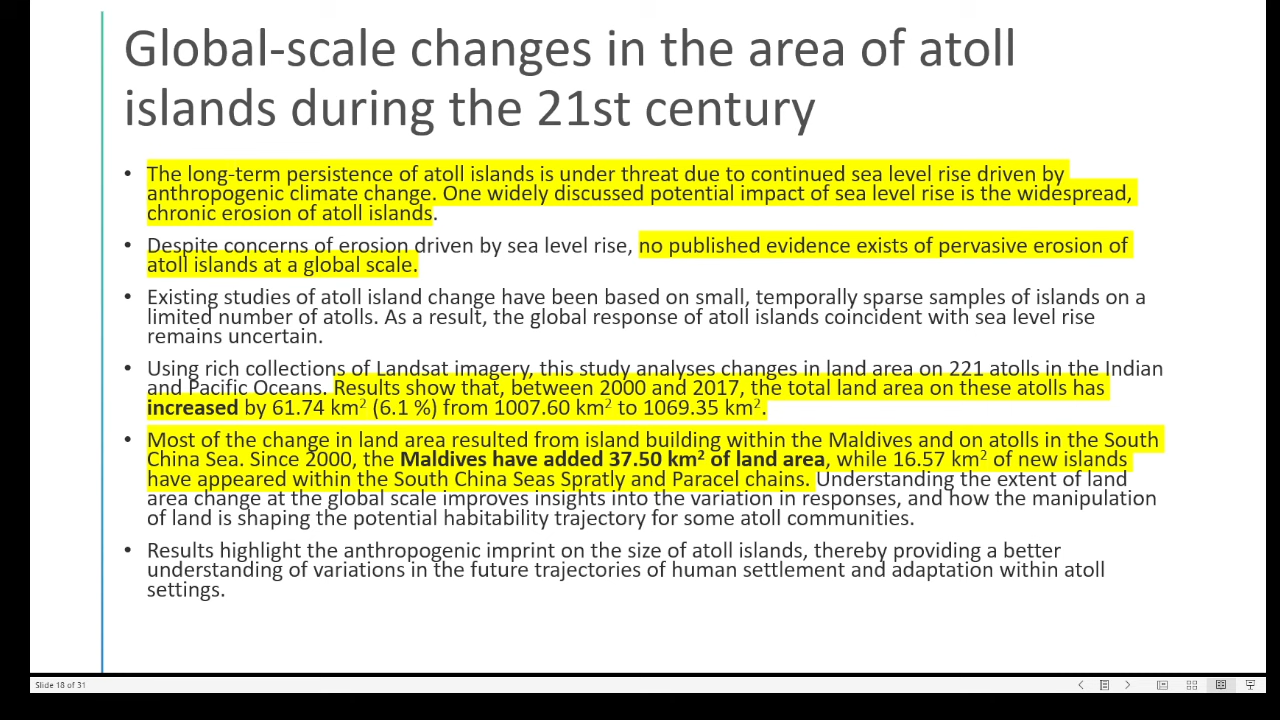 Global-scale changes in the area of atoll
islands during the 21st century
• The long-term persistence of atoll islands is under threat due to continued sea level rise driven by
anthropogenic climate change. One widely discussed potential impact of sea level rise is the widespread,
chronic erosion of atoll islands.
• Despite concerns of erosion driven by sea level rise, no published evidence exists of pervasive erosion of
atoll islands at a global scale.
• Existing studies of atoll island change have been based on small, temporally sparse samples of islands on a
limited number of atolls. As a result, the global response of atoll islands coincident with sea level rise
remains uncertain.
• Using rich collections of Landsat imagery, this study analyses changes in land area on 221 atolls in the Indian
and Pacific Oceans. Results show that, between 2000 and 2017, the total land area on these atolls has
increased by 61.74 km² (6.1 %) from 1007.60 km² to 1069.35 km².
• Most of the change in land area resulted from island building within the Maldives and on atolls in the South
China Sea. Since 2000, the Maldives have added 37.50 km² of land area, while 16.57 km² of new islands
have appeared within the South China Seas Spratly and Paracel chains. Understanding the extent of land
area change at the global scale improves insights into the variation in responses, and how the manipulation
of land is shaping the potential habitability trajectory for some atoll communities.
• Results highlight the anthropogenic imprint on the size of atoll islands, thereby providing a better
understanding of variations in the future trajectories of human settlement and adaptation within atoll
settings.
Slide 18 of 31